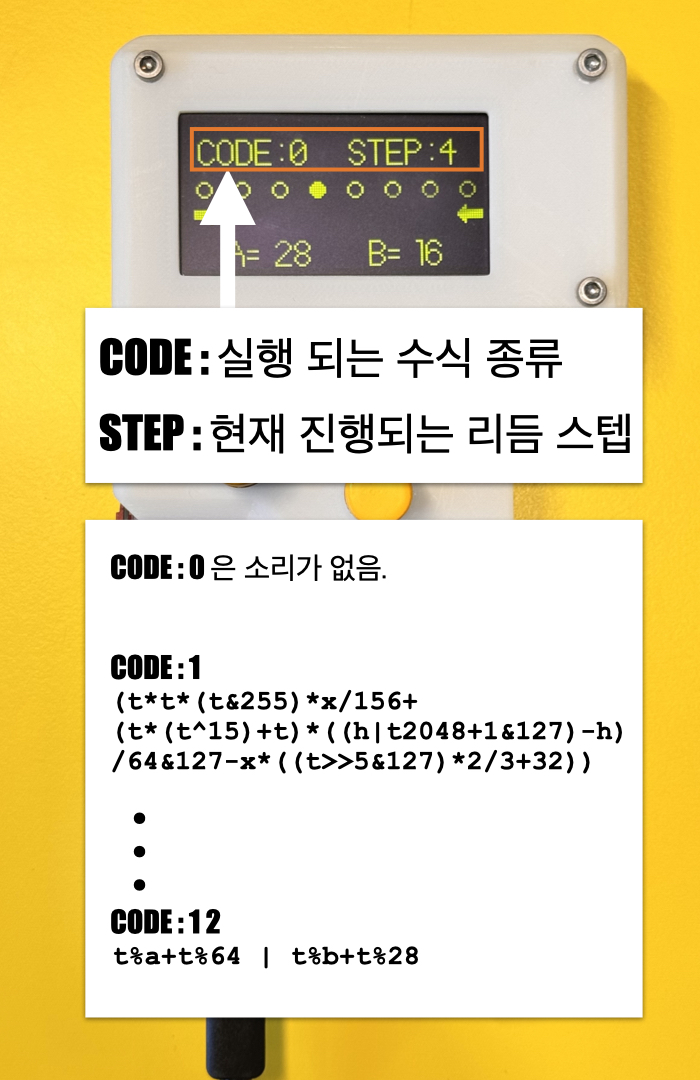 CODE:0 STEP:4
A= 28 B= 16
CODE : 실행 되는 수식 종류
STEP : 현재 진행되는 리듬 스텝
CODE : 0 은 소리가 없음.
CODE : 1
(t*t*(t&255)*x/156+
(t*(t^15)+t)*((h|t2048+1&127)-h)
/64&127-x*((t>>5&127)*2/3+32))
CODE : 12
t%a+t%64 | t%b+t%28